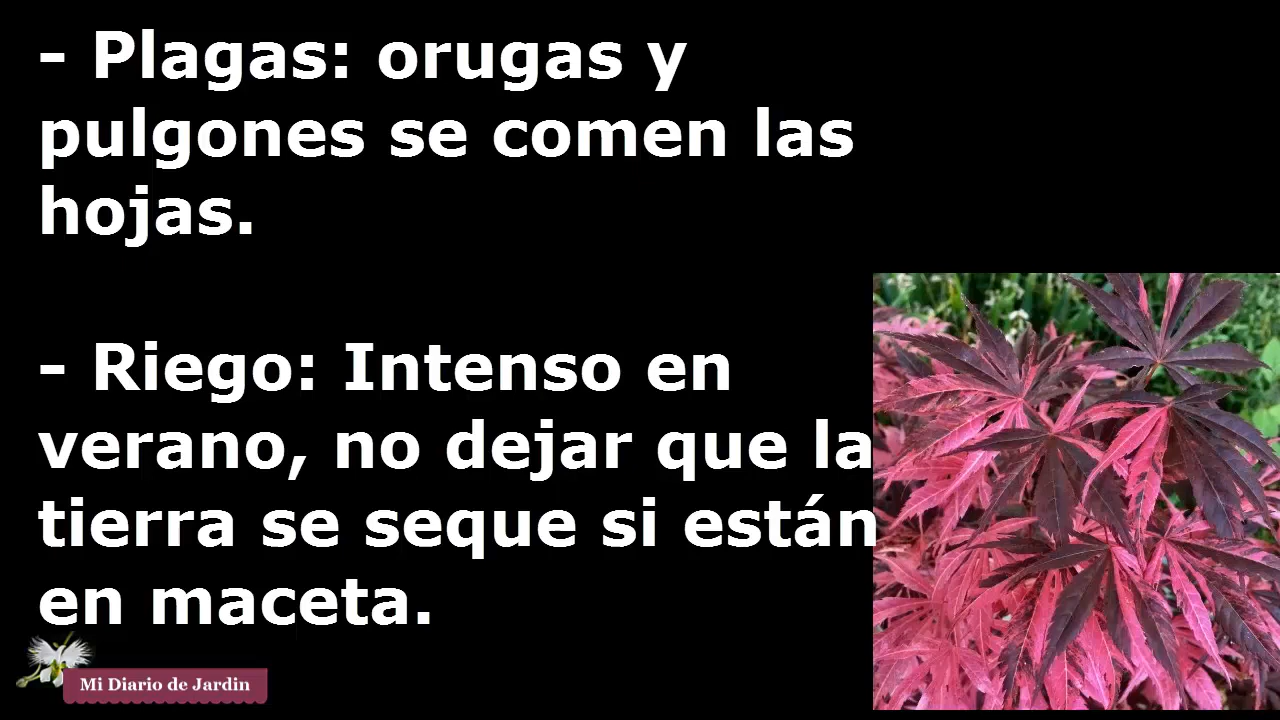 - Plagas: orugas y
pulgones se comen las
hojas.
- Riego: Intenso en
verano, no dejar que la
tierra se seque si están
en maceta.
Mi Diario de Jardin